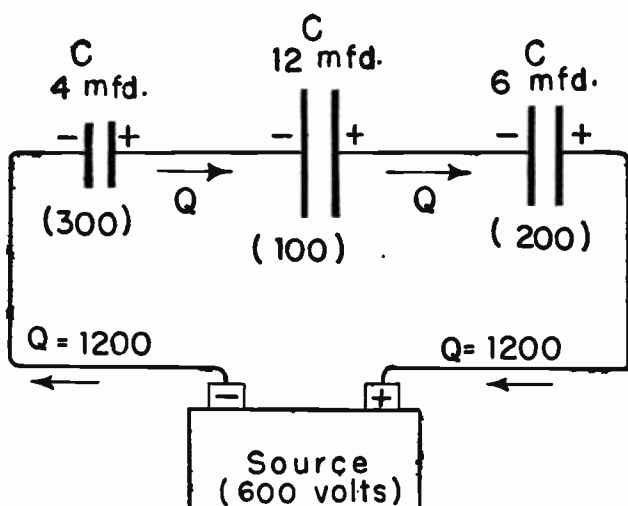 C
4 mfd.
C
12 mfd.
C
6 mfd.
- +
- +
- +
Q
Q
(300)
(100)
(200)
Q = 1200
Q = 1200
-
+
Source
(600 volts)